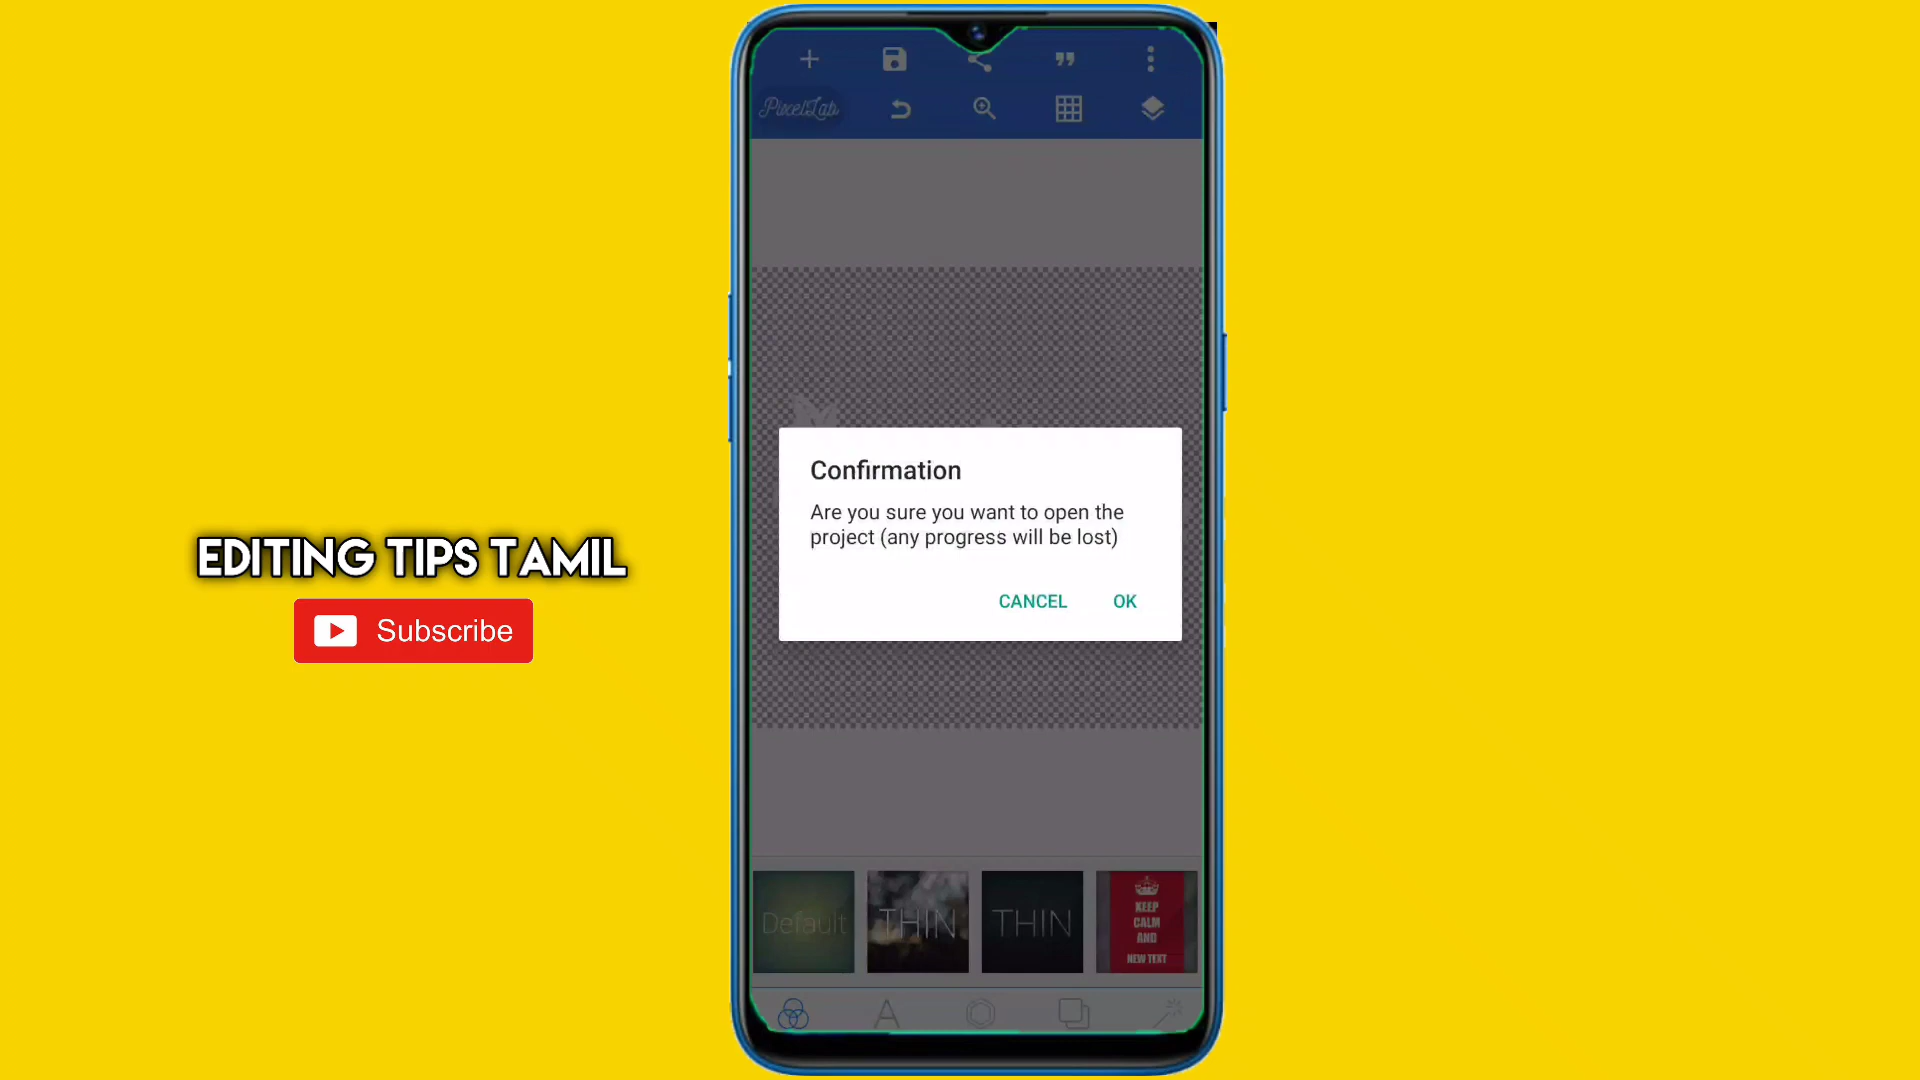 PixelLab
Confirmation
Are you sure you want to open the
project (any progress will be lost)
CANCEL OK
EDITING TIPS TAMIL
Subscribe
Default
THIN
THIN
KEEP
CALM
AND
NEW TEXT
A